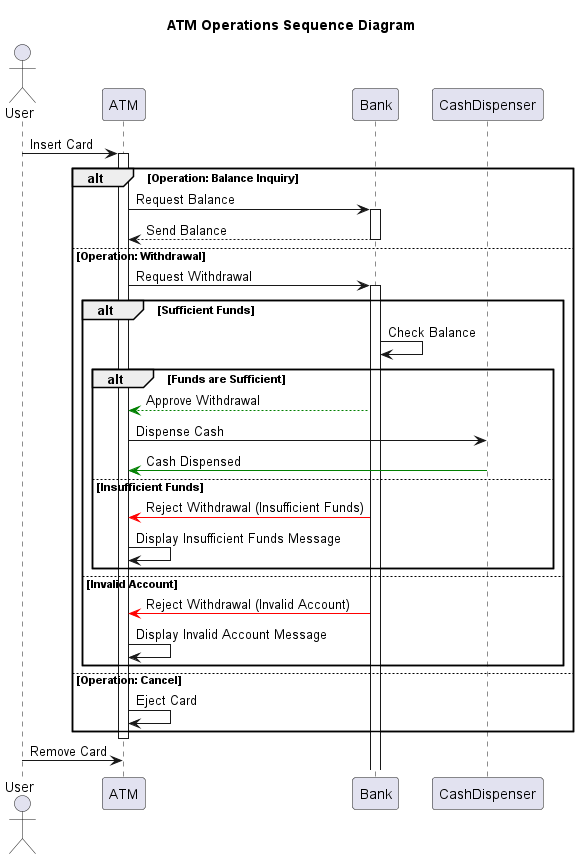 ATM Operations Sequence Diagram
User
ATM
Bank
CashDispenser
Insert Card
alt [Operation: Balance Inquiry]
Request Balance
Send Balance
[Operation: Withdrawal]
Request Withdrawal
alt [Sufficient Funds]
Check Balance
alt [Funds are Sufficient]
Approve Withdrawal
Dispense Cash
Cash Dispensed
[Insufficient Funds]
Reject Withdrawal (Insufficient Funds)
Display Insufficient Funds Message
[Invalid Account]
Reject Withdrawal (Invalid Account)
Display Invalid Account Message
[Operation: Cancel]
Eject Card
Remove Card
User
ATM
Bank
CashDispenser